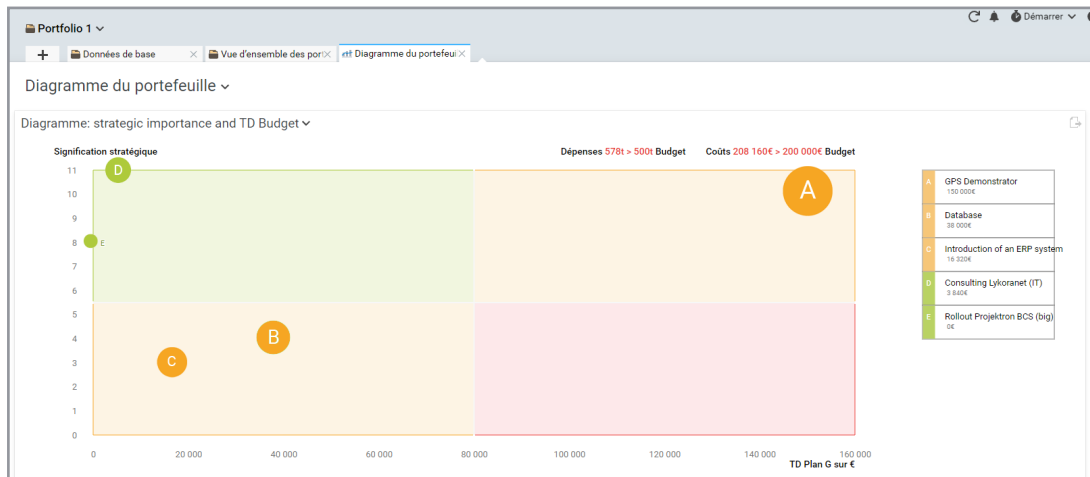 Portfolio 1
Démarrer
+ Données de base Vue d'ensemble des por Diagramme du portefeui
Diagramme du portefeuille
Diagramme: strategic importance and TD Budget
Signification stratégique
Dépenses 578t > 500t Budget Coûts 208 160€ > 200 000€ Budget
11
10
9
8
7
6
5
4
3
2
1
0
D
A
E
B
C
0 20 000 40 000 60 000 80 000 100 000 120 000 140 000 160 000
TD Plan G sur €
A GPS Demonstrator
150 000€
B Database
38 000€
C Introduction of an ERP system
16 320€
D Consulting Lykoranet (IT)
3 840€
E Rollout Projektron BCS (big)
0€